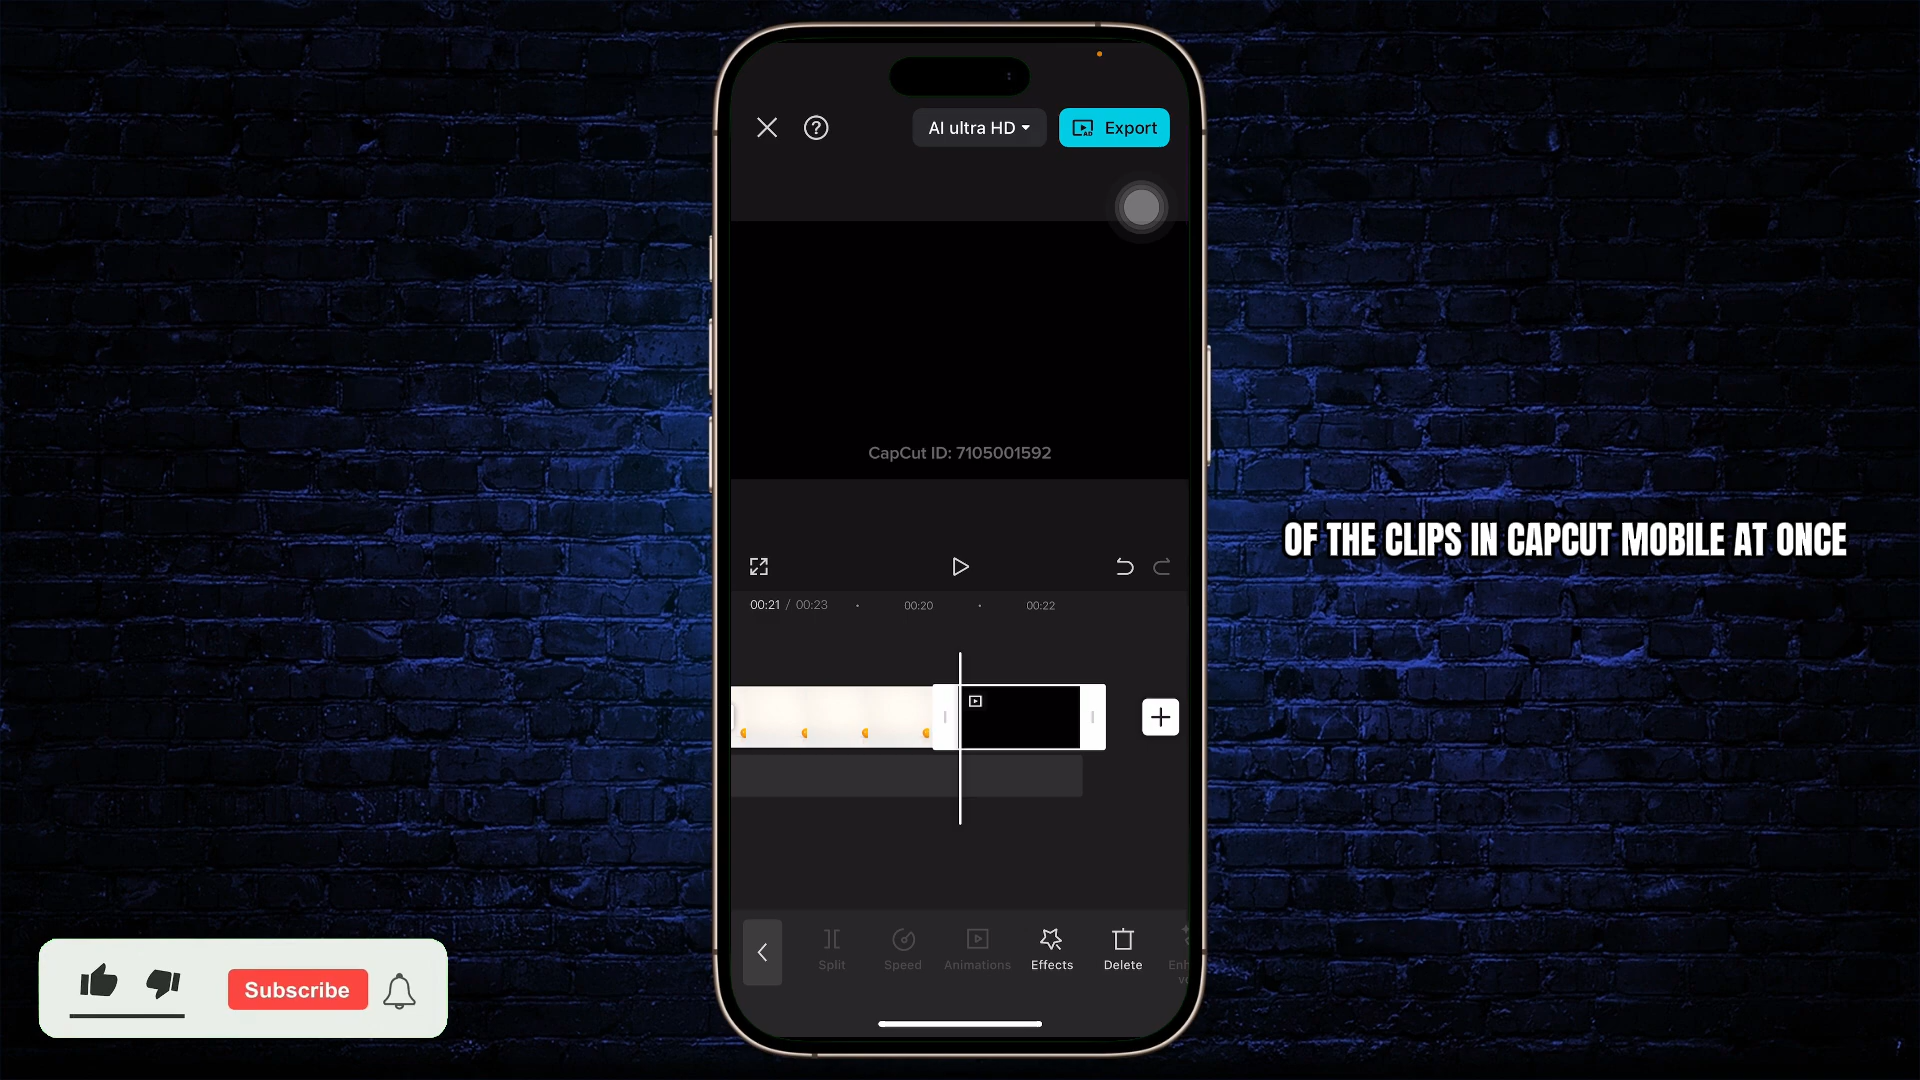 AI ultra HD
Export
CapCut ID: 7105001592
00:21 / 00:23
00:20
00:22
OF THE CLIPS IN CAPCUT MOBILE AT ONCE
Split
Speed
Animations
Effects
Delete
Subscribe